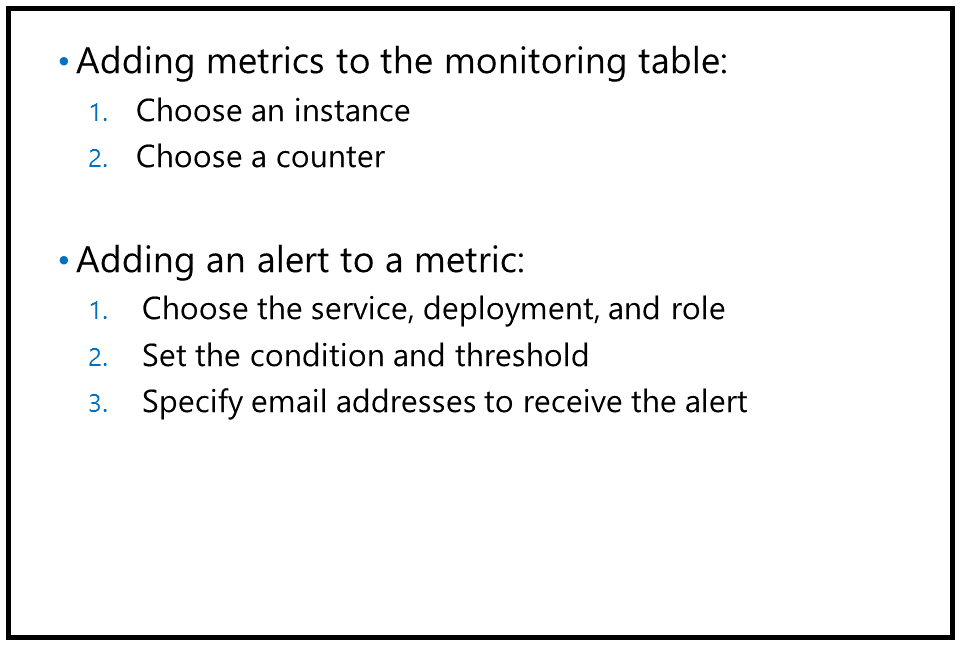 • Adding metrics to the monitoring table:
1. Choose an instance
2. Choose a counter
• Adding an alert to a metric:
1. Choose the service, deployment, and role
2. Set the condition and threshold
3. Specify email addresses to receive the alert